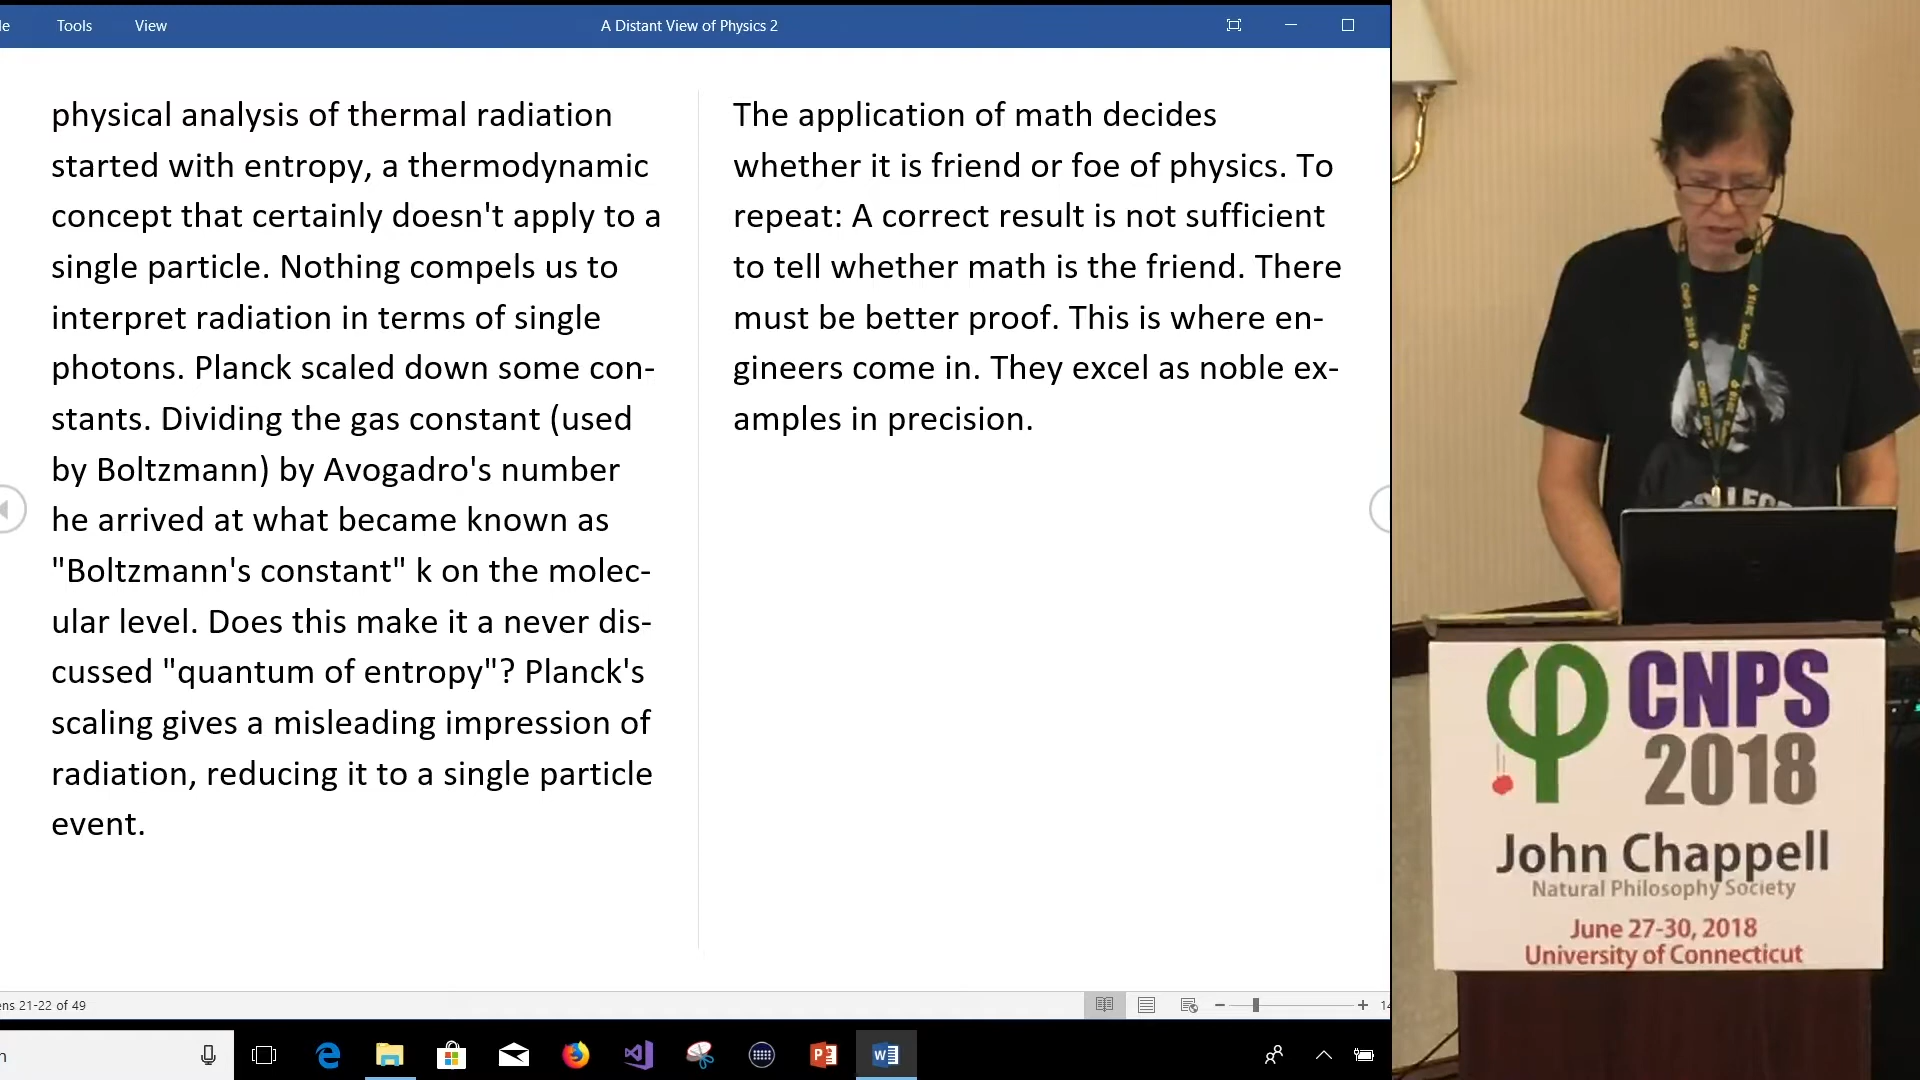 Tools
View
A Distant View of Physics 2
physical analysis of thermal radiation
started with entropy, a thermodynamic
concept that certainly doesn't apply to a
single particle. Nothing compels us to
interpret radiation in terms of single
photons. Planck scaled down some con-
stants. Dividing the gas constant (used
by Boltzmann) by Avogadro's number
he arrived at what became known as
"Boltzmann's constant" k on the molec-
ular level. Does this make it a never dis-
cussed "quantum of entropy"? Planck's
scaling gives a misleading impression of
radiation, reducing it to a single particle
event.
The application of math decides
whether it is friend or foe of physics. To
repeat: A correct result is not sufficient
to tell whether math is the friend. There
must be better proof. This is where en-
gineers come in. They excel as noble ex-
amples in precision.
21-22 of 49
CNPS 2018
CNPS
2018
John Chappell
Natural Philosophy Society
June 27-30, 2018
University of Connecticut